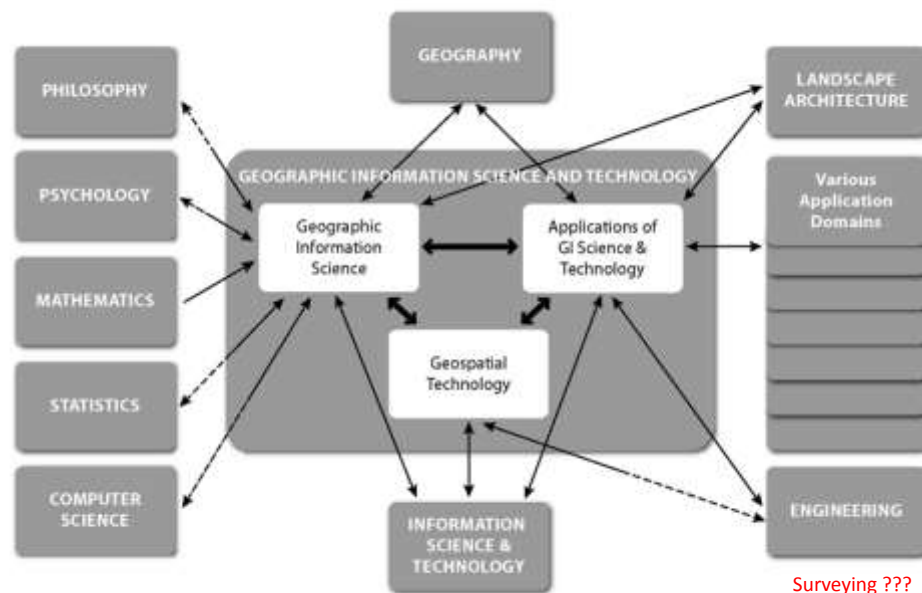 GEOGRAPHY
PHILOSOPHY
LANDSCAPE
ARCHITECTURE
PSYCHOLOGY
GEOGRAPHIC INFORMATION SCIENCE AND TECHNOLOGY
Various
Application
Domains
Geographic
Information
Science
Applications of
GI Science &
Technology
MATHEMATICS
Geospatial
Technology
STATISTICS
COMPUTER
SCIENCE
INFORMATION
SCIENCE &
TECHNOLOGY
ENGINEERING
Surveying ???